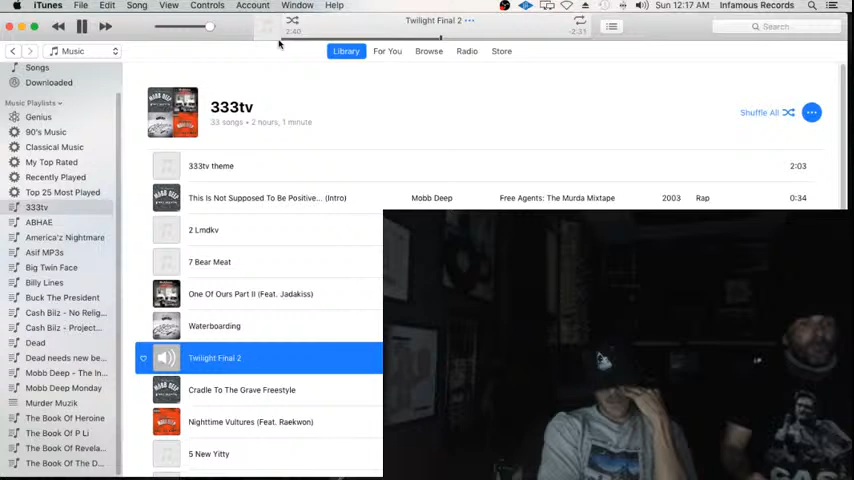 iTunes File Edit Song View Controls Account Window Help Sun 12:17 AM Infamous Records
Twilight Final 2 •••
2:40 -2:31
Search
Music Library For You Browse Radio Store
Songs
Downloaded
Music Playlists
Genius
90's Music
Classical Music
My Top Rated
Recently Played
Top 25 Most Played
333tv
ABHAE
America'z Nightmare
Asif MP3s
Big Twin Face
Billy Lines
Buck The President
Cash Bilz - No Relig...
Cash Bilz - Project...
Dead
Dead needs new be...
Mobb Deep - The In...
Mobb Deep Monday
Murder Muzik
The Book Of Heroine
The Book Of P Li
The Book Of Revela...
The Book Of The D...
333tv
33 songs • 2 hours, 1 minute
Shuffle All
333tv theme 2:03
This Is Not Supposed To Be Positive... (Intro) Mobb Deep Free Agents: The Murda Mixtape 2003 Rap 0:34
2 Lmdkv
7 Bear Meat
One Of Ours Part II (Feat. Jadakiss)
Waterboarding
Twilight Final 2
Cradle To The Grave Freestyle
Nighttime Vultures (Feat. Raekwon)
5 New Yitty